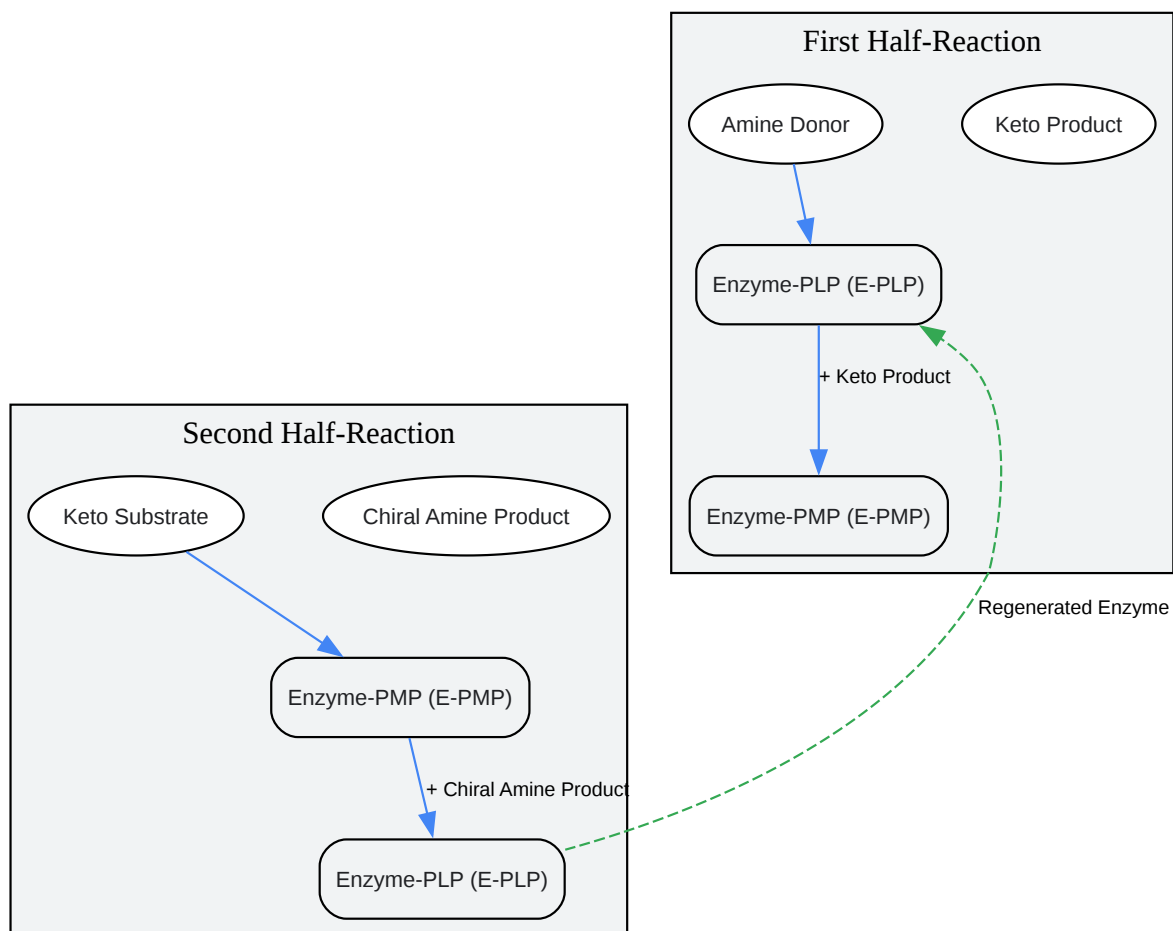 First Half-Reaction
Amine Donor
Keto Product
Enzyme-PLP (E-PLP)
+ Keto Product
Enzyme-PMP (E-PMP)
Regenerated Enzyme
Second Half-Reaction
Keto Substrate
Chiral Amine Product
Enzyme-PMP (E-PMP)
+ Chiral Amine Product
Enzyme-PLP (E-PLP)